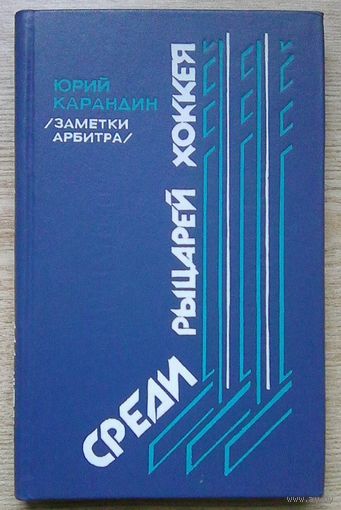 ЮРИЙ
КАРАНДИН
/ЗАМЕТКИ
АРБИТРА/
СРЕДИ РЫЦАРЕЙ ХОККЕЯ